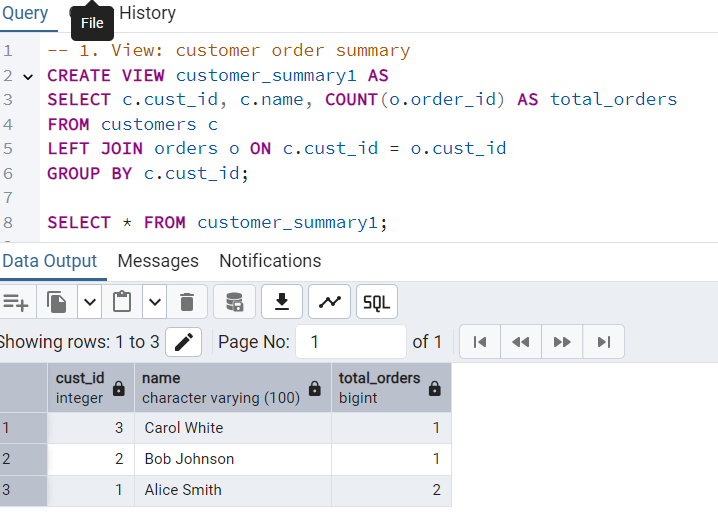 Query History
File
1 -- 1. View: customer order summary
2 CREATE VIEW customer_summary1 AS
3 SELECT c.cust_id, c.name, COUNT(o.order_id) AS total_orders
4 FROM customers c
5 LEFT JOIN orders o ON c.cust_id = o.cust_id
6 GROUP BY c.cust_id;
7
8 SELECT * FROM customer_summary1;
Data Output Messages Notifications
SQL
Showing rows: 1 to 3 Page No: 1 of 1
cust_id name total_orders
integer character varying (100) bigint
1 3 Carol White 1
2 2 Bob Johnson 1
3 1 Alice Smith 2